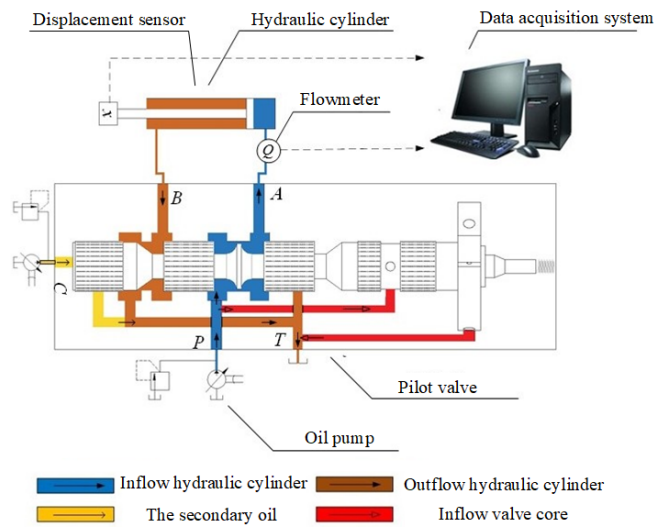 Displacement sensor
Hydraulic cylinder
Data acquisition system
Flowmeter
x
Q
B
A
C
P
T
Pilot valve
Oil pump
Inflow hydraulic cylinder
Outflow hydraulic cylinder
The secondary oil
Inflow valve core